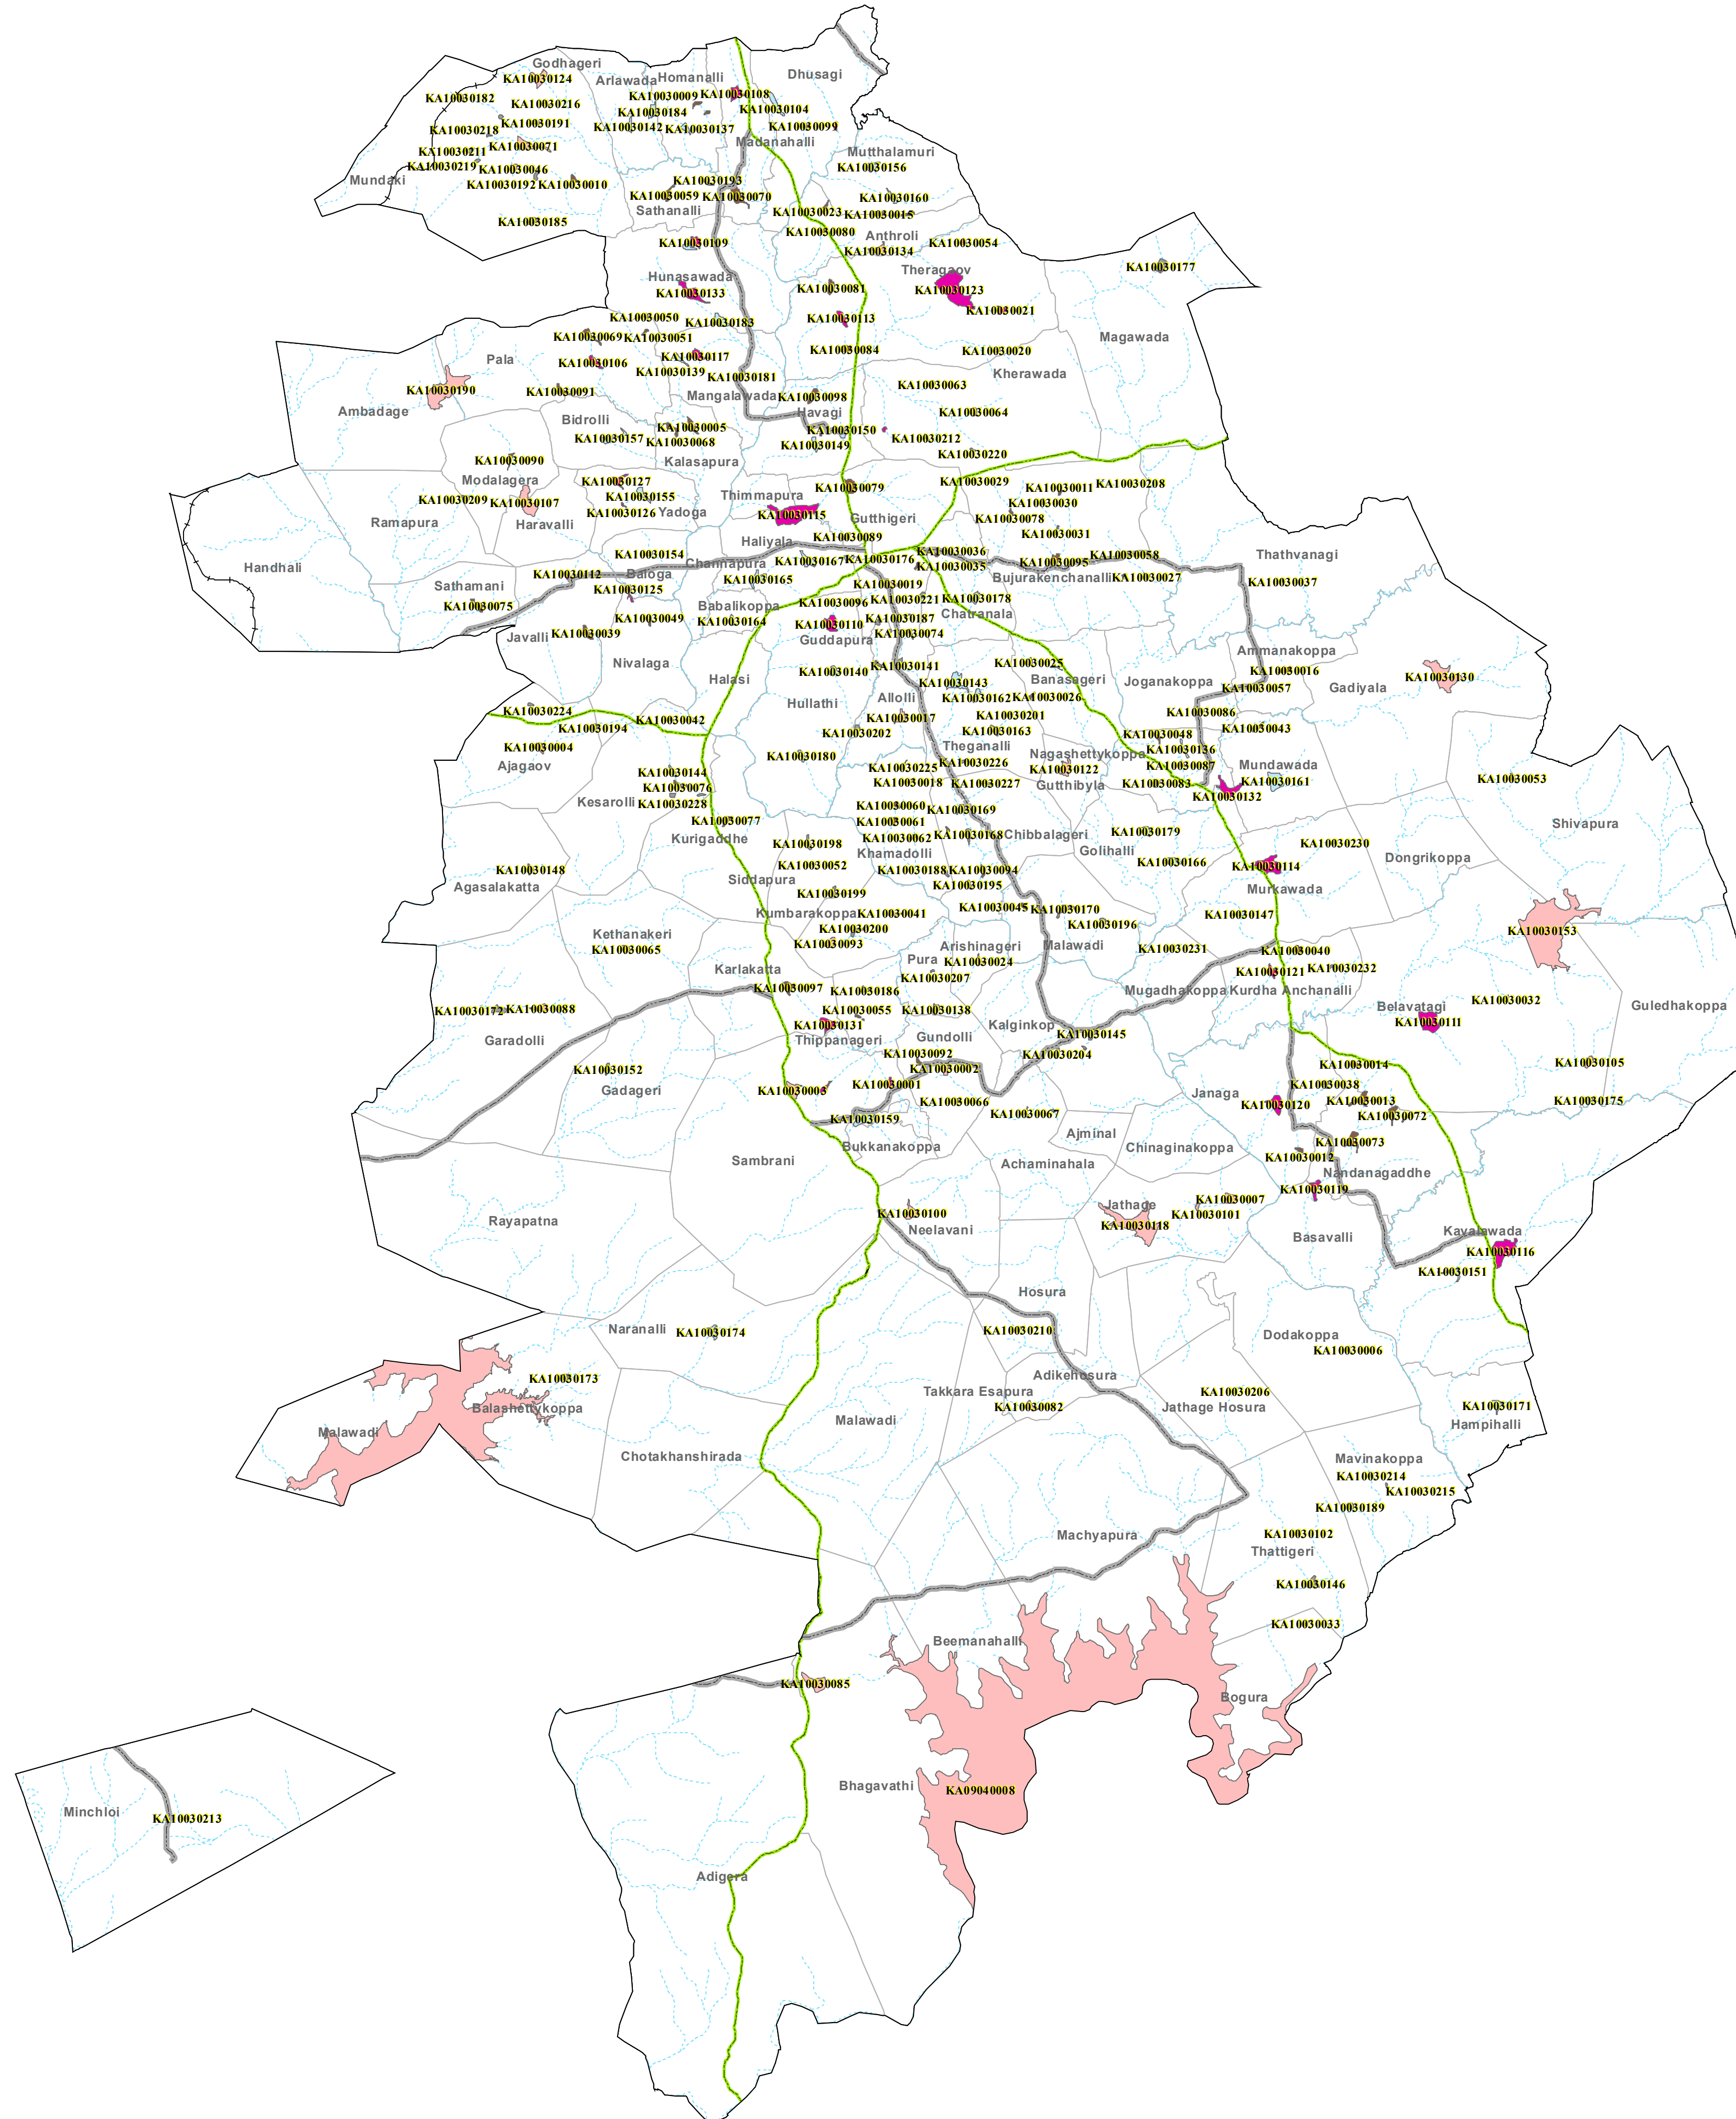 Godhageri
KA10030124
Arlawada
Homanalli
Dhusagi
KA10030182
KA10030216
KA10030009
KA10030108
KA10030184
KA10030104
KA10030218
KA10030191
KA10030142
KA10030137
KA10030099
Madanahalli
KA10030211
KA10030071
Mutthalamuri
KA10030219
KA10030046
KA10030156
Mundaki
KA10030192
KA10030010
KA10030193
KA10030059
KA10030070
KA10030160
Sathanalli
KA10030023
KA10030015
KA10030185
KA10030080
Anthroli
KA10030109
KA10030134
KA10030054
Hunasawada
Theragaov
KA10030177
KA10030133
KA10030081
KA10030123
KA10030021
KA10030050
KA10030183
KA10030113
KA10030069
KA10030051
Magawada
Pala
KA10030106
KA10030117
KA10030084
KA10030020
KA10030139
KA10030181
Kherawada
KA10030190
KA10030091
Mangalawada
KA10030098
KA10030063
Ambadage
Bidrolli
Havagi
KA10030064
KA10030157
KA10030005
KA10030068
KA10030150
KA10030149
KA10030212
KA10030090
Kalasapura
KA10030220
Modalagera
KA10030127
KA10030079
KA10030029
KA10030011
KA10030208
KA10030209
KA10030107
KA10030155
Thimmapura
KA10030030
Ramapura
Haravalli
KA10030126
Yadoga
KA10030115
Gutthigeri
KA10030078
KA10030031
Haliyala
KA10030089
Handhali
KA10030154
Channapura
KA10030167
KA10030176
KA10030036
KA10030035
KA10030095
KA10030058
Thathvanagi
KA10030112
Baloga
KA10030165
Bujurakenchanalli
KA10030027
KA10030037
Sathamani
KA10030125
KA10030019
KA10030075
Babalikoppa
KA10030096
KA10030221
KA10030178
KA10030049
KA10030164
KA10030110
KA10030187
Chatranala
Javalli
KA10030039
Guddapura
KA10030074
Nivalaga
KA10030140
KA10030141
KA10030025
Ammanakoppa
Halasi
KA10030143
Banasageri
Joganakoppa
KA10030016
KA10030130
KA10030057
Gadiyala
Hullathi
Allolli
KA10030162
KA10030026
KA10030224
KA10030042
KA10030017
KA10030201
KA10030086
KA10030194
KA10030202
KA10030163
KA10030048
KA10030043
KA10030004
KA10030180
Theganalli
Nagashettykoppa
KA10030136
Ajagaov
KA10030144
KA10030225
KA10030226
KA10030122
KA10030087
Mundawada
KA10030076
KA10030018
KA10030227
Gutthibyla
KA10030083
KA10030161
KA10030053
Kesarolli
KA10030228
KA10030060
KA10030169
KA10030132
KA10030077
KA10030061
Shivapura
Kurigaddhe
KA10030198
KA10030062
KA10030168
Chibbalageri
KA10030179
Khamadolli
Golihalli
KA10030230
KA10030148
KA10030052
KA10030188
KA10030094
KA10030166
KA10030114
Dongrikoppa
Agasalakatta
Siddapura
KA10030199
KA10030195
Murkawada
Kumbarakoppa
KA10030041
KA10030045
KA10030170
KA10030147
Kethanakeri
KA10030200
KA10030196
KA10030153
KA10030065
KA10030093
Arishinageri
Malawadi
KA10030231
KA10030040
Karlakatta
Pura
KA10030024
KA10030121
KA10030232
KA10030097
KA10030186
KA10030207
Mugadhakoppa
Kurdha Anchanalli
KA10030172
KA10030088
KA10030055
KA10030138
Belavatagi
KA10030032
Guledhakoppa
KA10030131
Kalginkop
KA10030111
Garadolli
Thippanageri
Gundolli
KA10030145
KA10030092
KA10030204
KA10030014
KA10030105
KA10030152
KA10030002
Gadageri
KA10030003
KA10030001
Janaga
KA10030038
KA10030066
KA10030120
KA10030013
KA10030175
KA10030159
KA10030067
KA10030072
Bukkanakoppa
Ajminal
Chinaginakoppa
KA10030073
Sambrani
Achaminahala
KA10030012
Nandanagaddhe
KA10030119
Jathage
KA10030007
Rayapatna
KA10030100
KA10030118
KA10030101
Neelavani
Basavalli
Kavalawada
KA10030116
KA10030151
Hosura
Naranalli
KA10030174
KA10030210
Dodakoppa
KA10030006
KA10030173
Adikehosura
Takkara Esapura
KA10030206
Balashettykoppa
KA10030082
Jathage Hosura
KA10030171
Malawadi
Malawadi
Hampihalli
Chotakhanshirada
Mavinakoppa
KA10030214
KA10030215
KA10030189
Machyapura
KA10030102
Thattigeri
KA10030146
KA10030033
Beemanahalli
KA10030085
Bogura
Bhagavathi
KA09040008
Minchloi
KA10030213
Adigera